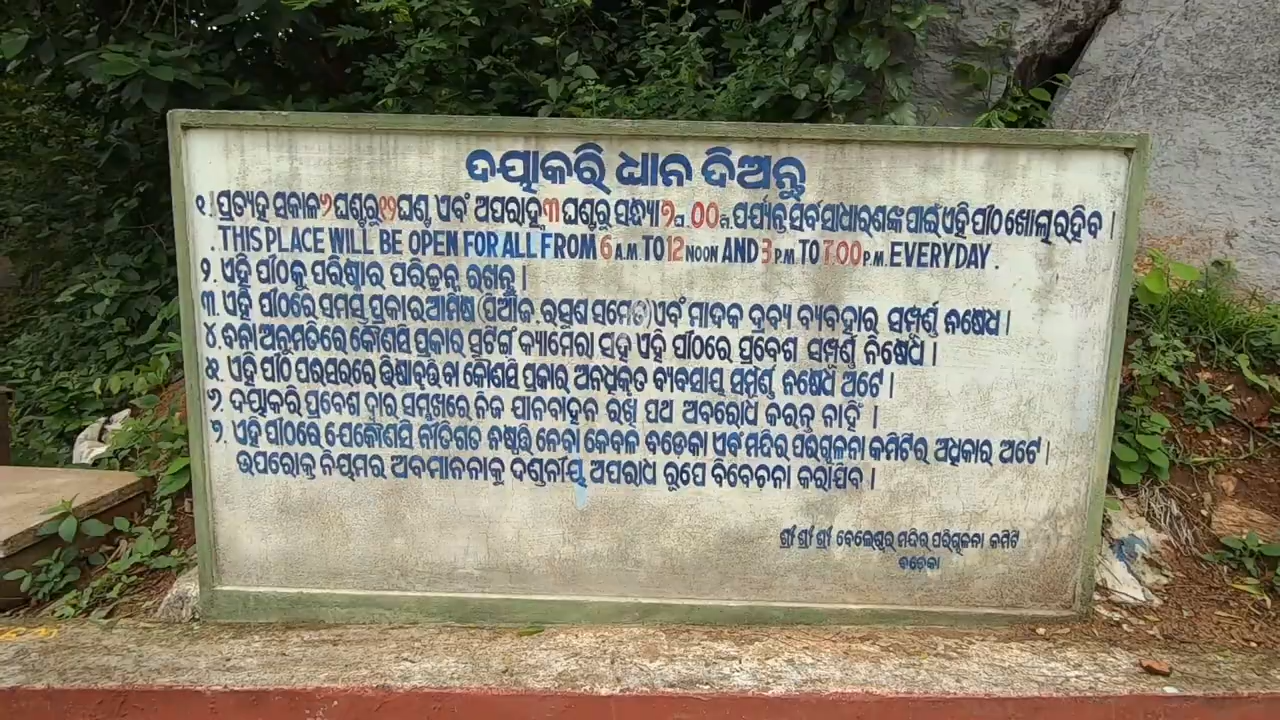 ଦୟାକରି ଧ୍ୟାନ ଦିଅନ୍ତୁ
୧. ପ୍ରତ୍ୟହ ସକାଳ ୬ ଘଣ୍ଟାରୁ ୧୨ ଘଣ୍ଟା ଏବଂ ଅପରାହ୍ନ ୩ ଘଣ୍ଟାରୁ ସନ୍ଧ୍ୟା ୭ ଘ. 00 ମି. ପର୍ଯ୍ୟନ୍ତ ସର୍ବସାଧାରଣଙ୍କ ପାଇଁ ଏହି ପୀଠ ଖୋଲା ରହିବ ।
. THIS PLACE WILL BE OPEN FOR ALL FROM 6 A.M. TO 12 NOON AND 3 P.M. TO 7.00 P.M. EVERYDAY .
୨. ଏହି ପୀଠକୁ ପରିଷ୍କାର ପରିଚ୍ଛନ୍ନ ରଖନ୍ତୁ ।
୩. ଏହି ପୀଠରେ ସମସ୍ତ ପ୍ରକାର ଆମିଷ (ପିଆଜ, ରସୁଣ ସମେତ) ଏବଂ ମାଦକ ଦ୍ରବ୍ୟ ବ୍ୟବହାର ସମ୍ପୂର୍ଣ୍ଣ ନିଷେଧ ।
୪. ବିନା ଅନୁମତିରେ କୌଣସି ପ୍ରକାର ସୁଟିଂ କ୍ୟାମେରା ସହ ଏହି ପୀଠରେ ପ୍ରବେଶ ସମ୍ପୂର୍ଣ୍ଣ ନିଷେଧ ।
୫. ଏହି ପୀଠ ପରିସରରେ ଭିକ୍ଷାବୃତ୍ତି ବା କୌଣସି ପ୍ରକାର ଅନଧିକୃତ ବ୍ୟବସାୟ ସମ୍ପୂର୍ଣ୍ଣ ନିଷେଧ ଅଟେ ।
୬. ଦୟାକରି ପ୍ରବେଶ ଦ୍ୱାର ସମ୍ମୁଖରେ ନିଜ ଯାନବାହନ ରଖି ପଥ ଅବରୋଧ କରନ୍ତୁ ନାହିଁ ।
୭. ଏହି ପୀଠରେ ଯେକୌଣସି ନୀତିଗତ ନିଷ୍ପତ୍ତି ନେବା କେବଳ ଏବଂ ମନ୍ଦିର ପରିଚାଳନା କମିଟିର ଅଧିକାର ଅଟେ ।
ଉପରୋକ୍ତ ନିୟମର ଅବମାନନାକୁ ଦଣ୍ଡନୀୟ ଅପରାଧ ରୂପେ ବିବେଚନା କରାଯିବ ।
ଶ୍ରୀ ଶ୍ରୀ ଶ୍ରୀ ବେଲେଶ୍ୱର ମନ୍ଦିର ପରିଚାଳନା କମିଟି